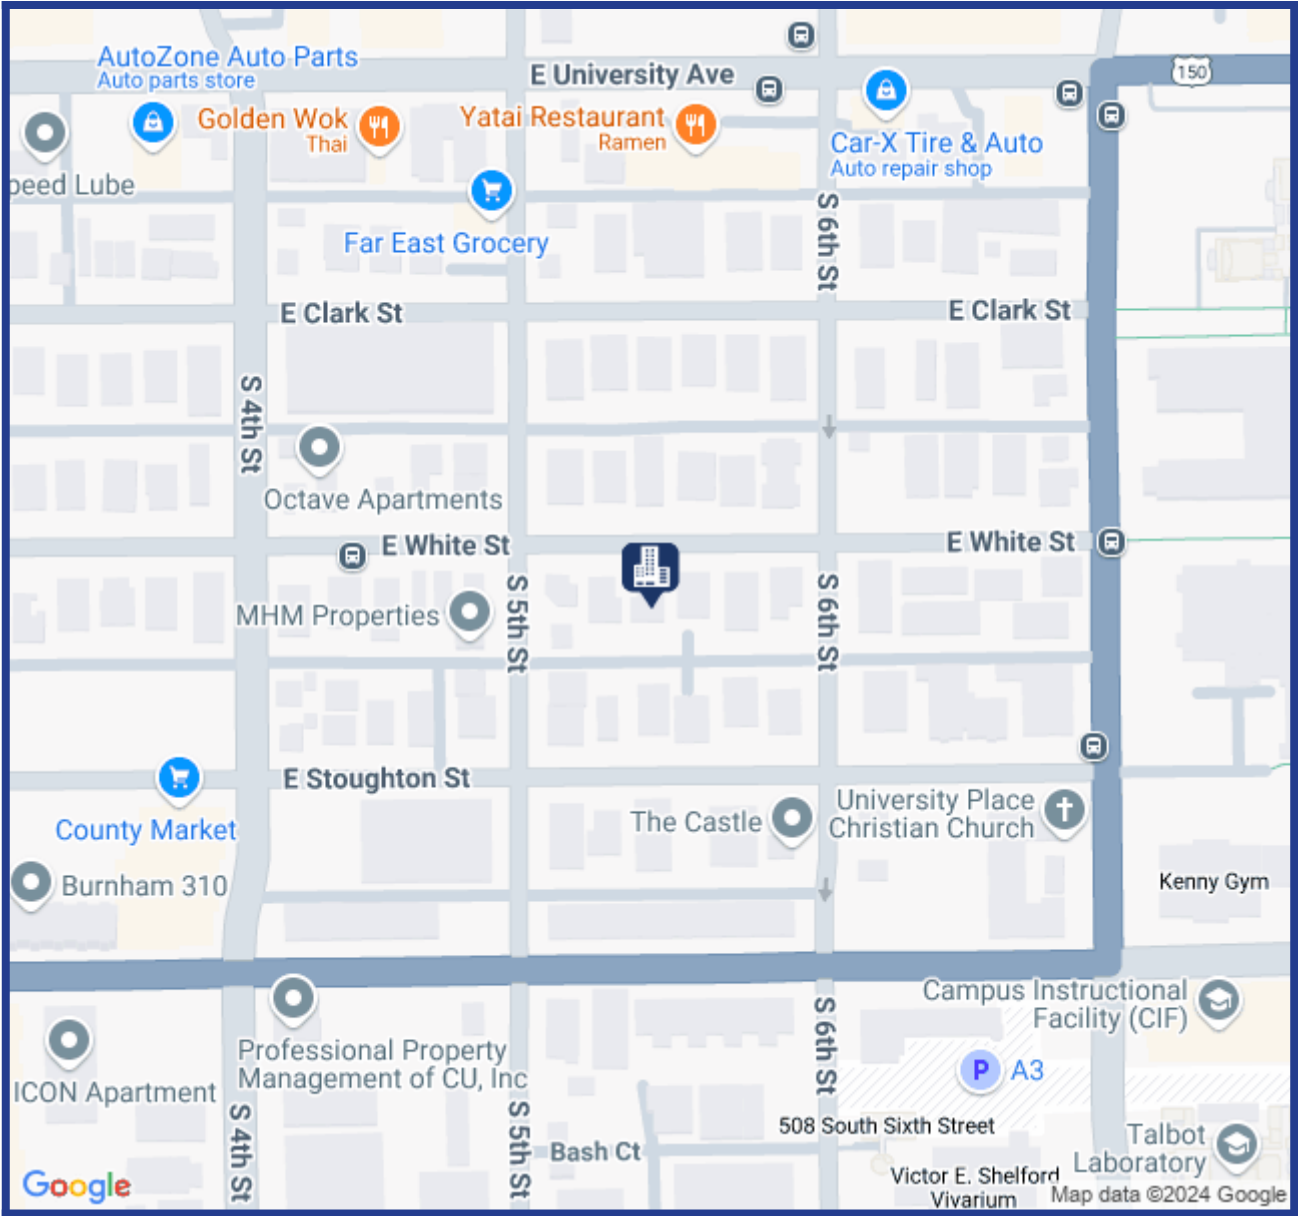 AutoZone Auto Parts
Auto parts store
E University Ave
150
Golden Wok
Thai
Yatai Restaurant
Ramen
Car-X Tire & Auto
Auto repair shop
peed Lube
Far East Grocery
S 6th St
E Clark St
E Clark St
S 4th St
Octave Apartments
E White St
E White St
MHM Properties
S 5th St
S 6th St
E Stoughton St
County Market
The Castle
University Place
Christian Church
Burnham 310
Kenny Gym
Campus Instructional
Facility (CIF)
S 6th St
Professional Property
Management of CU, Inc
ICON Apartment
P
A3
508 South Sixth Street
S 4th St
S 5th St
Bash Ct
Talbot
Laboratory
Victor E. Shelford
Vivarium
Google
Map data ©2024 Google